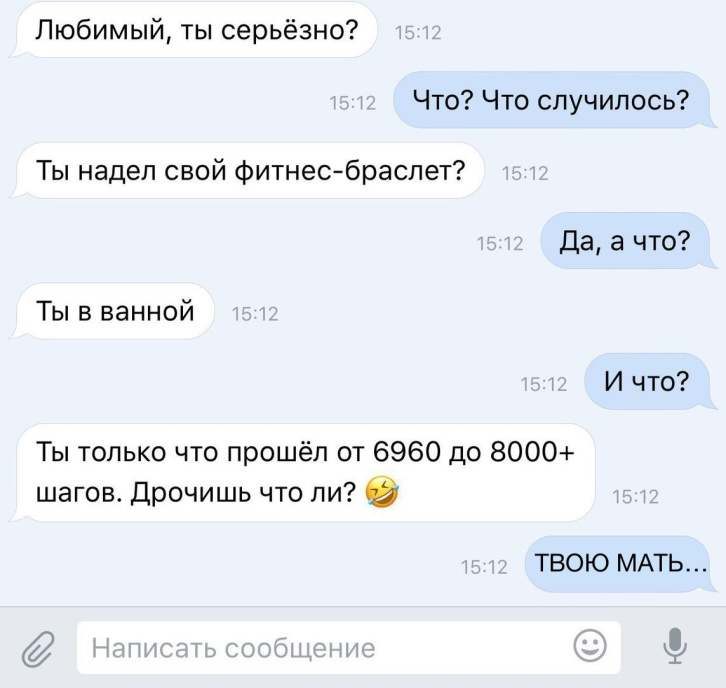 Любимый, ты серьёзно? 15:12
15:12 Что? Что случилось?
Ты надел свой фитнес-браслет? 15:12
15:12 Да, а что?
Ты в ванной 15:12
15:12 И что?
Ты только что прошёл от 6960 до 8000+
шагов. Дрочишь что ли? 🤣 15:12
15:12 ТВОЮ МАТЬ...
Написать сообщение